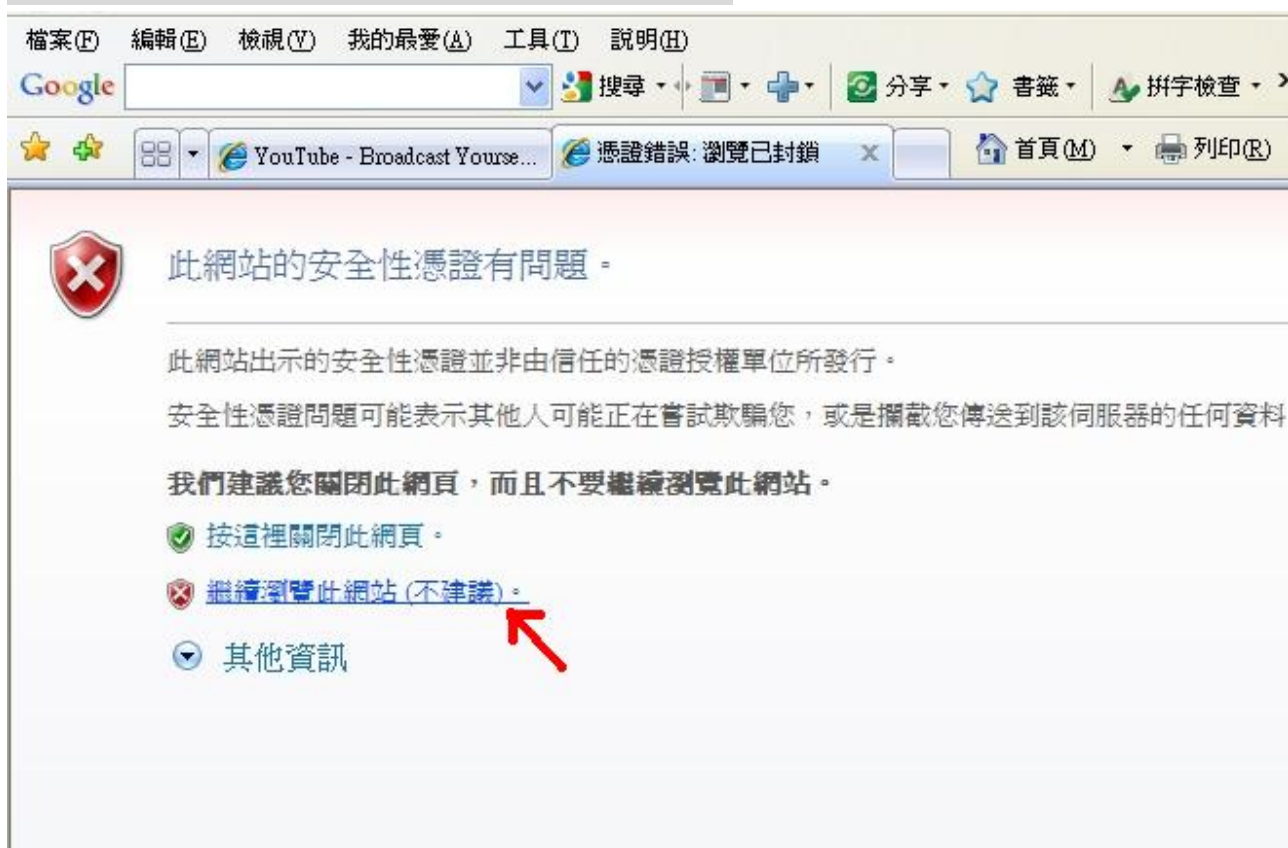 檔案(F) 編輯(E) 檢視(V) 我的最愛(A) 工具(T) 說明(H)
Google 搜尋 分享 書籤 拼字檢查
YouTube - Broadcast Yourse... 憑證錯誤: 瀏覽已封鎖 首頁(M) 列印(R)
此網站的安全性憑證有問題。
此網站出示的安全性憑證並非由信任的憑證授權單位所發行。
安全性憑證問題可能表示其他人可能正在嘗試欺騙您，或是攔截您傳送到該伺服器的任何資料
我們建議您關閉此網頁，而且不要繼續瀏覽此網站。
按這裡關閉此網頁。
繼續瀏覽此網站 (不建議)。
其他資訊